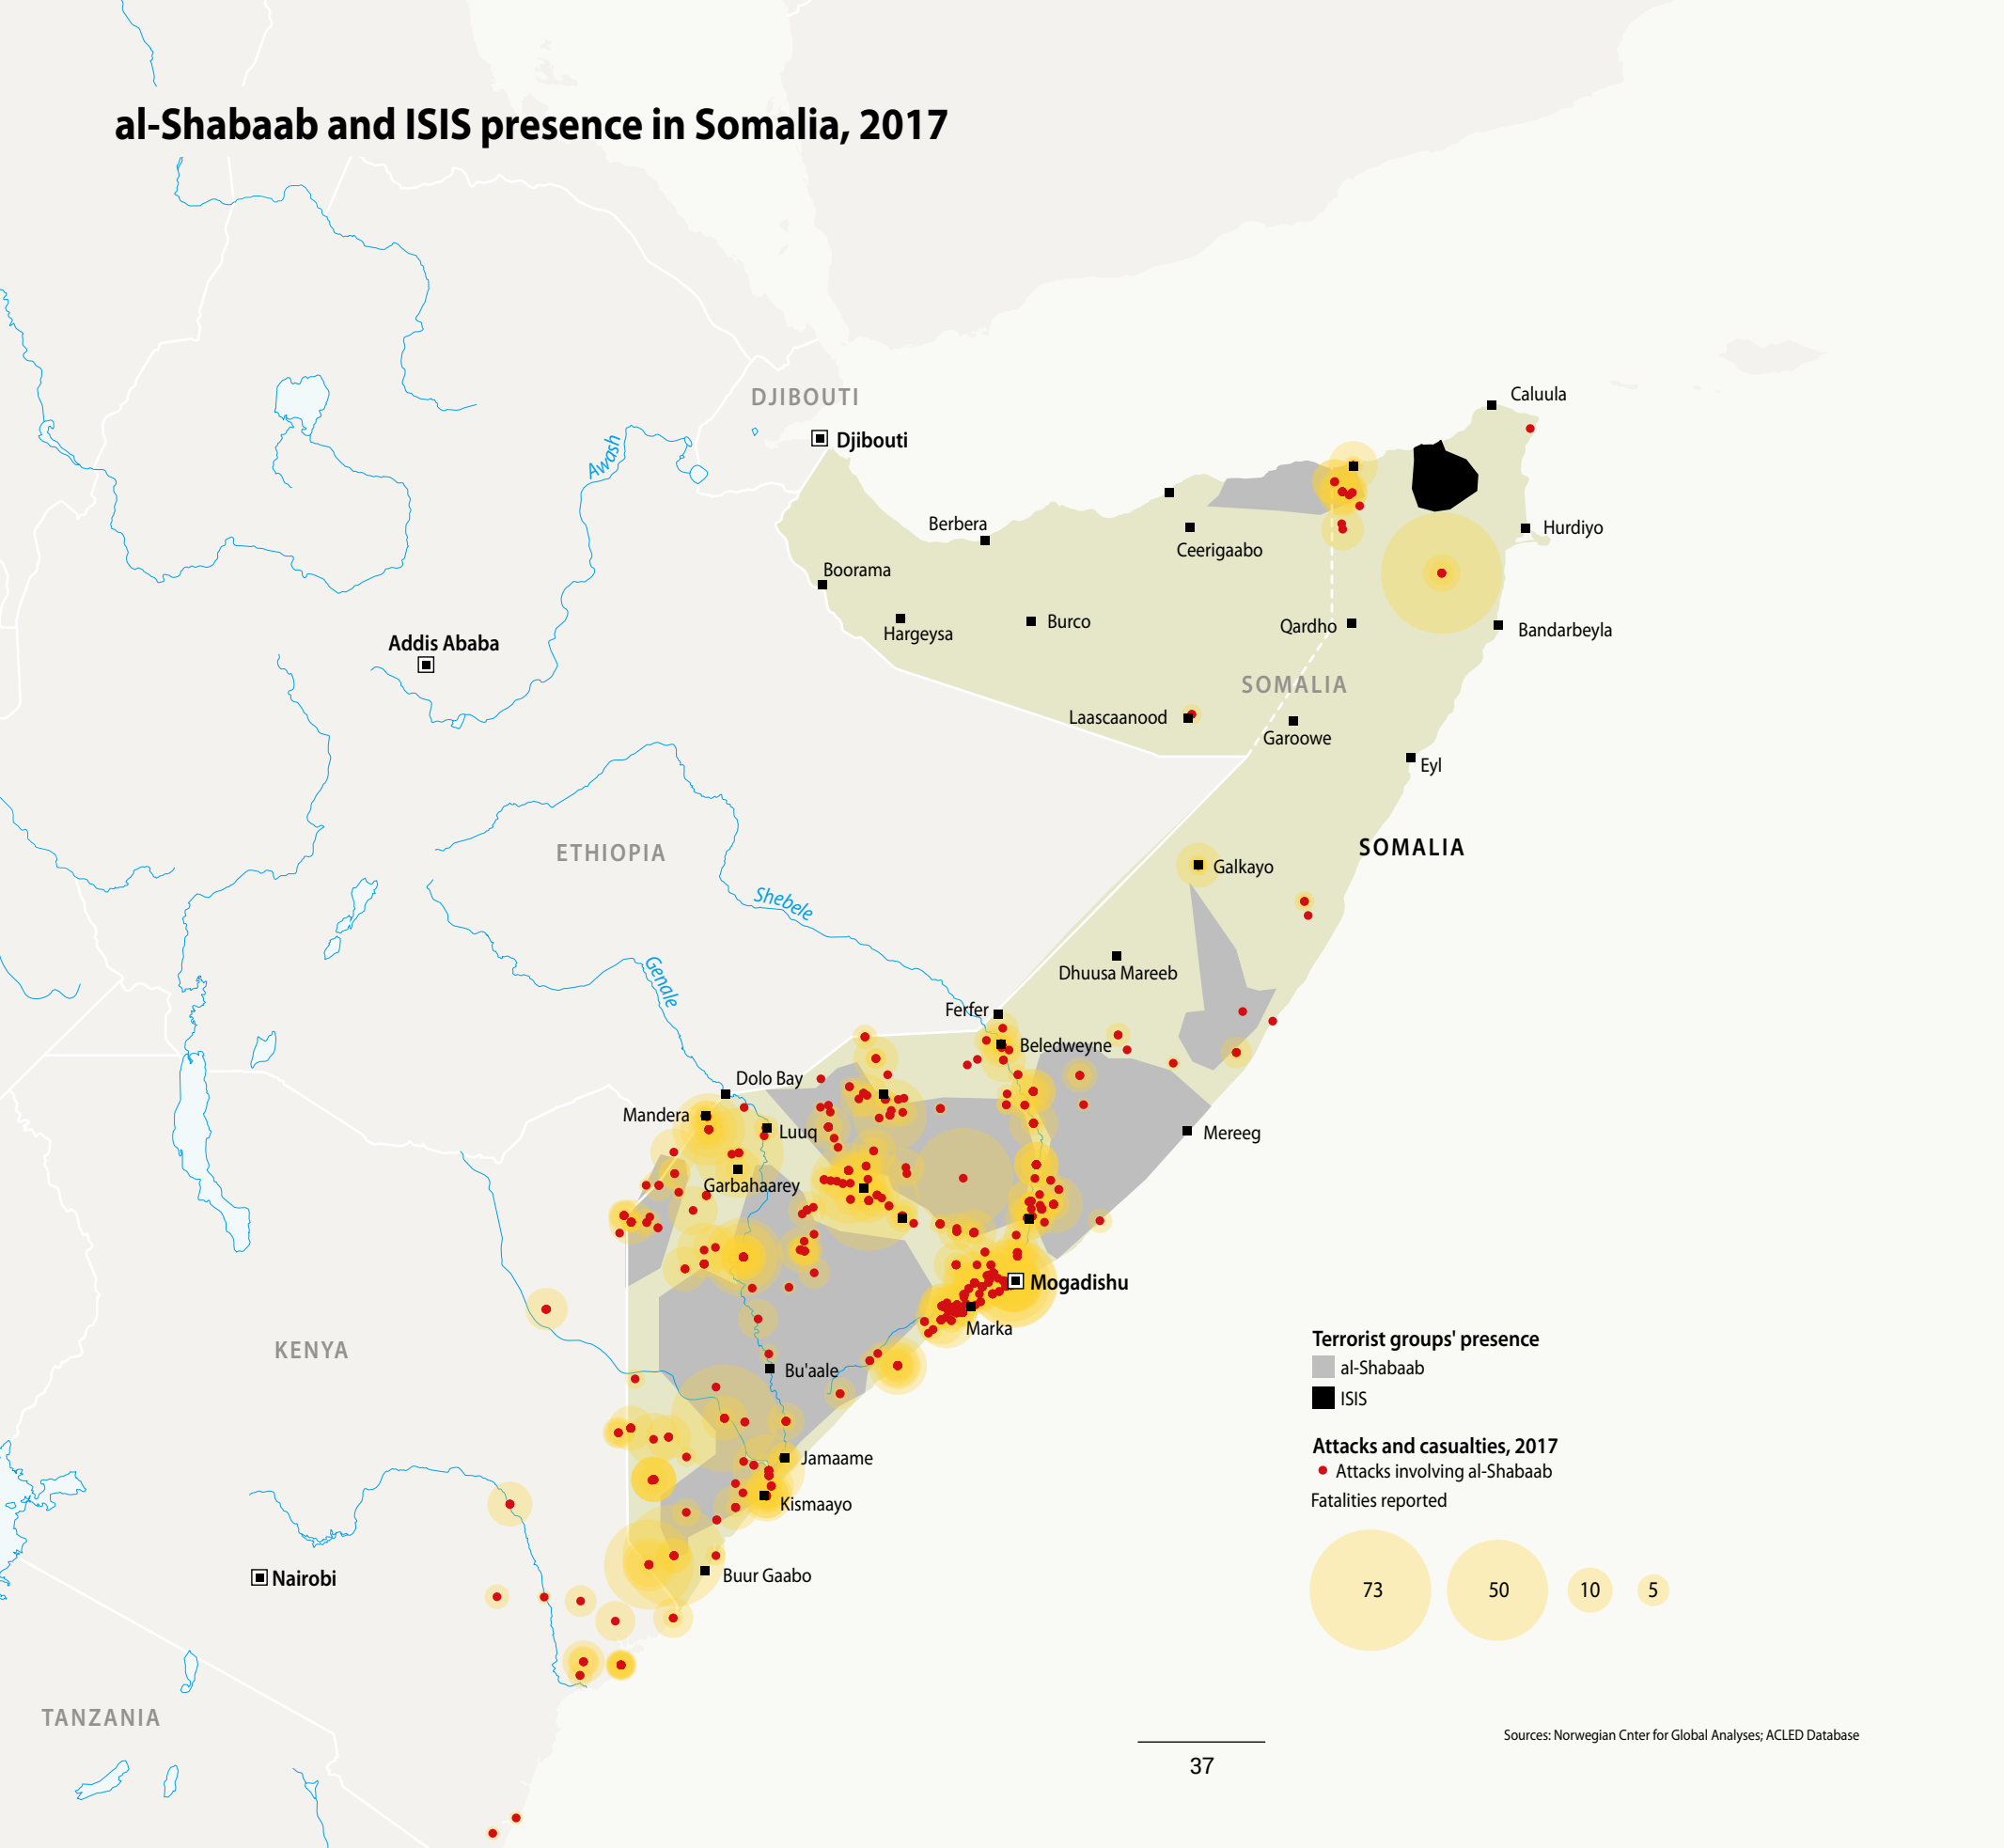 al-Shabaab and ISIS presence in Somalia, 2017
DJIBOUTI
Djibouti
Caluula
Awash
Berbera
Ceerigaabo
Hurdiyo
Boorama
Hargeysa
Burco
Qardho
Bandarbeyla
Addis Ababa
SOMALIA
Laascaanood
Garoowe
Eyl
ETHIOPIA
SOMALIA
Galkayo
Shebele
Genale
Dhuusa Mareeb
Ferfer
Beledweyne
Dolo Bay
Mandera
Luuq
Mereeg
Garbahaarey
Mogadishu
Marka
KENYA
Bu'aale
Jamaame
Kismaayo
Nairobi
Buur Gaabo
TANZANIA
Terrorist groups' presence
al-Shabaab
ISIS
Attacks and casualties, 2017
Attacks involving al-Shabaab
Fatalities reported
73 50 10 5
Sources: Norwegian Cnter for Global Analyses; ACLED Database
37